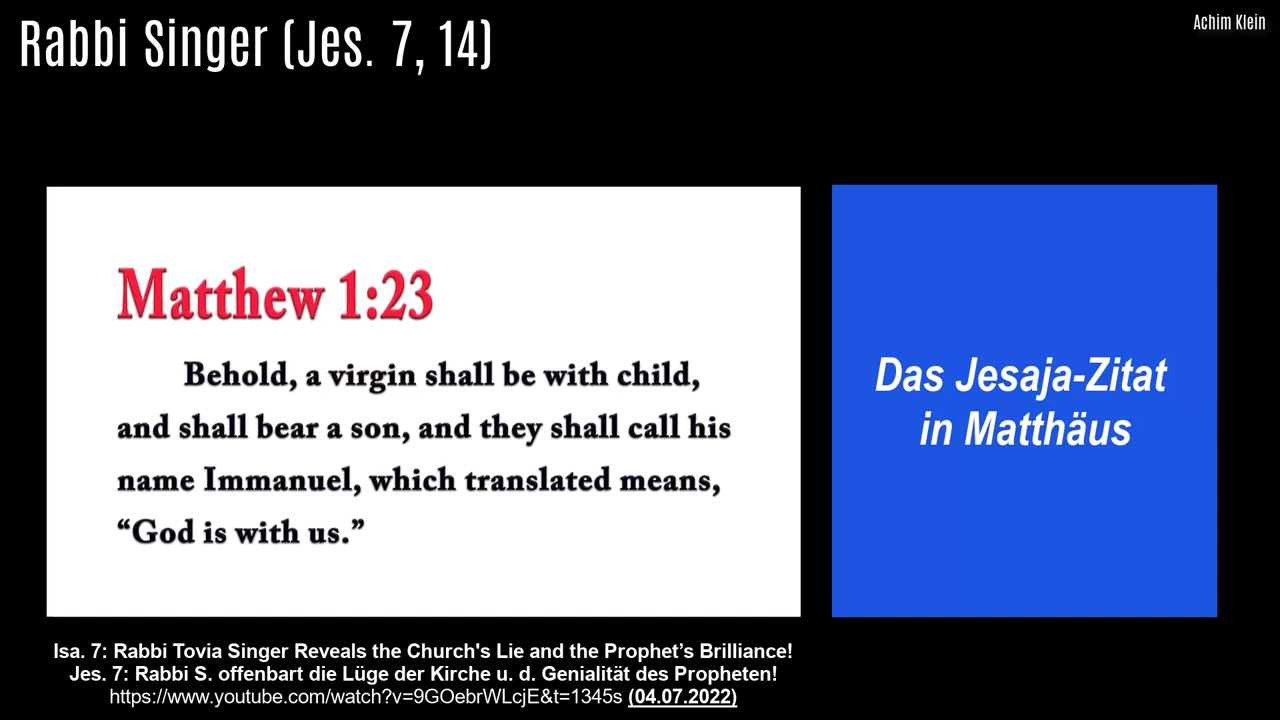 Rabbi Singer (Jes. 7, 14)
Achim Klein
Matthew 1:23
Behold, a virgin shall be with child,
and shall bear a son, and they shall call his
name Immanuel, which translated means,
“God is with us.”
Das Jesaja-Zitat
in Matthäus
Isa. 7: Rabbi Tovia Singer Reveals the Church's Lie and the Prophet’s Brilliance!
Jes. 7: Rabbi S. offenbart die Lüge der Kirche u. d. Genialität des Propheten!
https://www.youtube.com/watch?v=9GOebrWLcjE&t=1345s (04.07.2022)